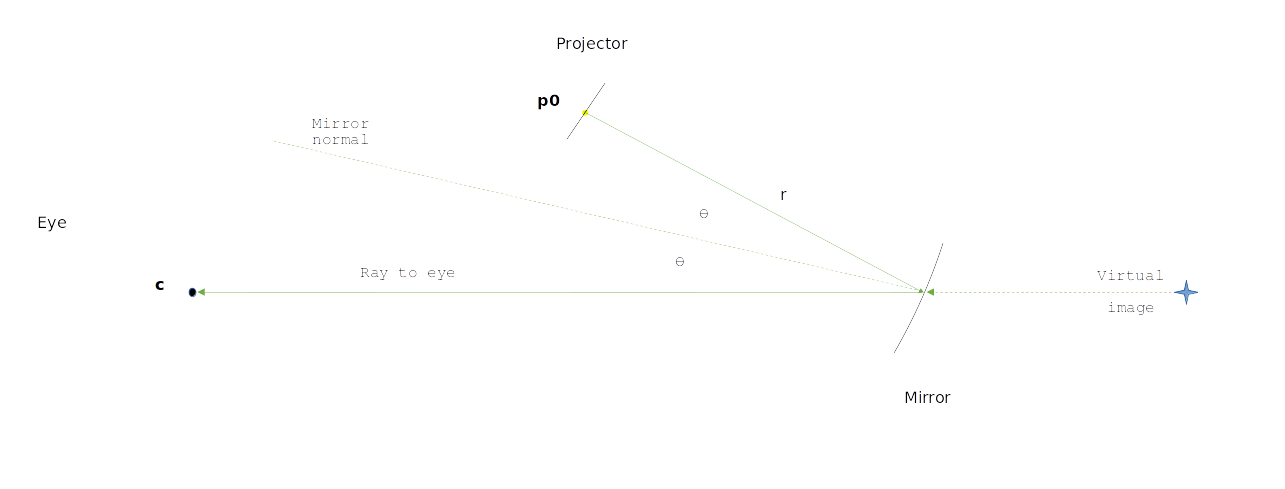 Projector
p0
Mirror
normal
r
Θ
Eye
Θ
Ray to eye
c
Virtual
image
Mirror